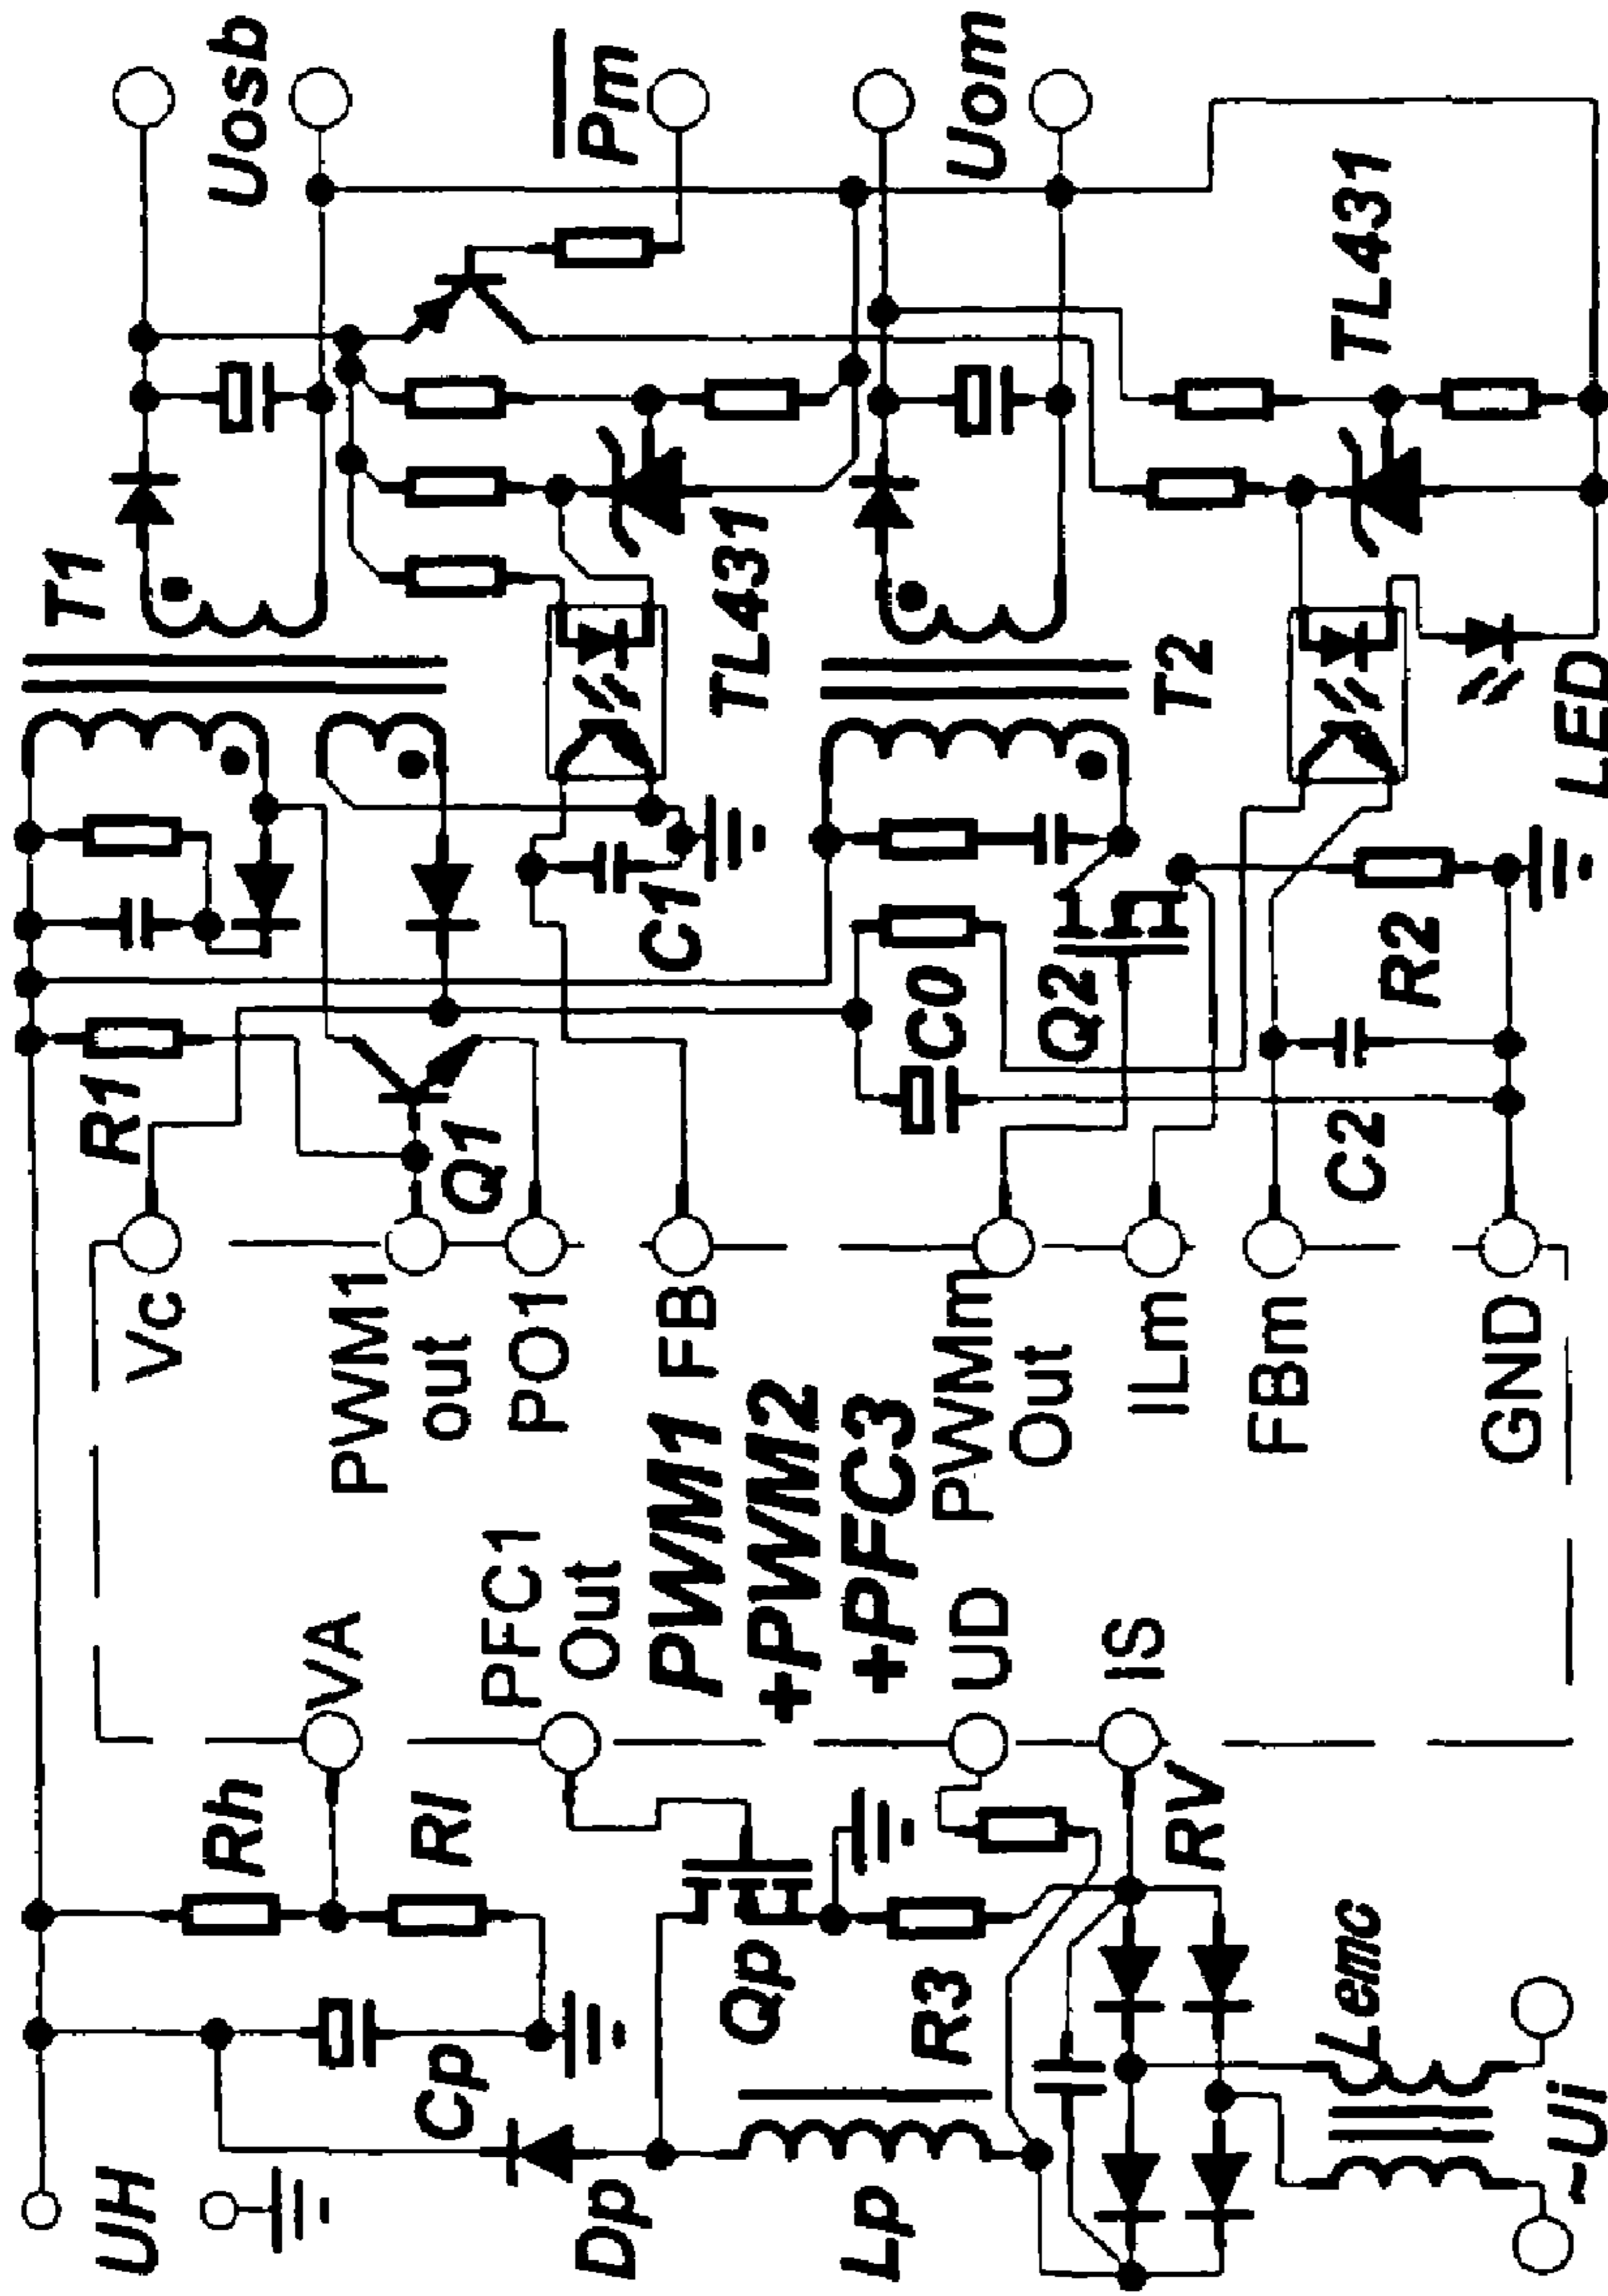 UH
Rh
Cp
Rl
Dp
Qp
Lp
R3
RV
Lemc
~Ui
VA
PFC1
Out
UD
IS
PWM1
+PWM2
+PFC3
Vc
PWM1
out
PO1
FB
PWMm
Out
ILm
FBm
GND
R1
Q1
C1
C0
Q2
C2
R2
T1
TL431
T2
LED
Uosb
Pm
Uom
TL431